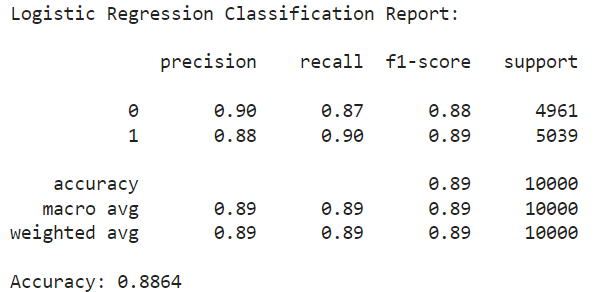 Logistic Regression Classification Report:
precision recall f1-score support
0 0.90 0.87 0.88 4961
1 0.88 0.90 0.89 5039
accuracy 0.89 10000
macro avg 0.89 0.89 0.89 10000
weighted avg 0.89 0.89 0.89 10000
Accuracy: 0.8864